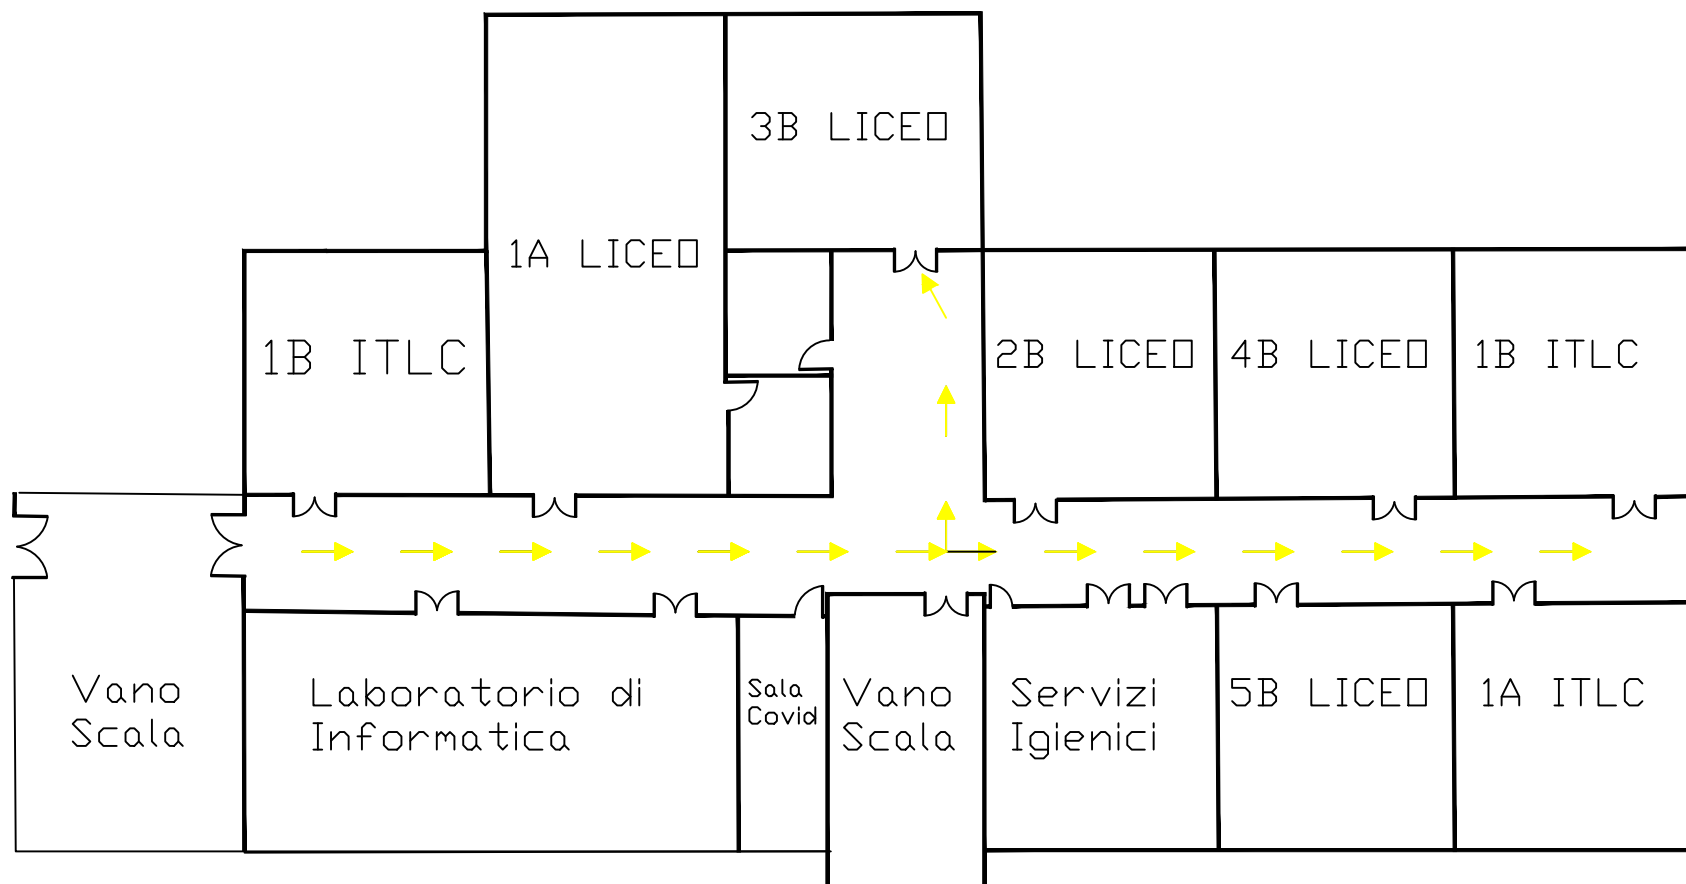 3B LICEO
1A LICEO
1B ITLC
2B LICEO
4B LICEO
1B ITLC
Vano
Scala
Laboratorio di
Informatica
Sala
Covid
Vano
Scala
Servizi
Igienici
5B LICEO
1A ITLC